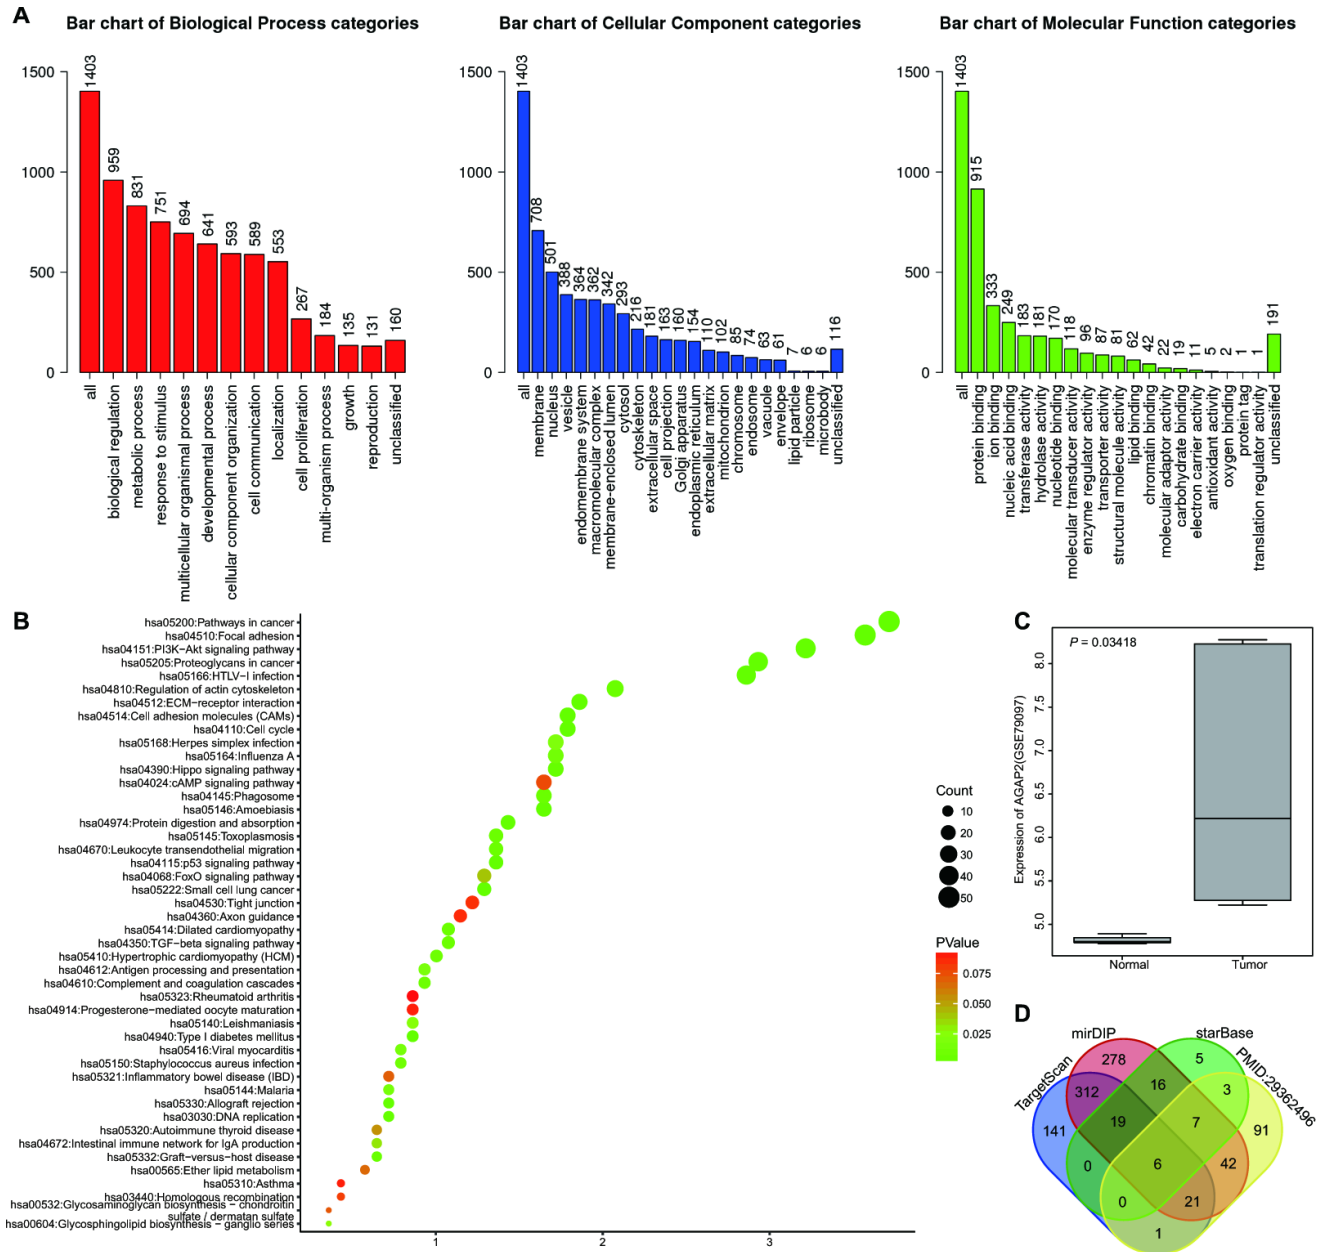 A
Bar chart of Biological Process categories
1500
1000
500
0
1403
959
831
751
694
641
593
589
553
267
184
135
131
160
all
biological regulation
metabolic process
response to stimulus
multicellular organismal process
developmental process
cellular component organization
cell communication
localization
cell proliferation
multi-organism process
growth
reproduction
unclassified
Bar chart of Cellular Component categories
1500
1000
500
0
1403
708
501
388
364
362
342
293
216
181
163
160
154
110
102
85
74
63
61
7
6
6
116
all
membrane
nucleus
vesicle
endomembrane system
macromolecular complex
membrane-enclosed lumen
cytosol
cytoskeleton
extracellular space
cell projection
Golgi apparatus
endoplasmic reticulum
extracellular matrix
mitochondrion
chromosome
endosome
vacuole
envelope
lipid particle
ribosome
microbody
unclassified
Bar chart of Molecular Function categories
1500
1000
500
0
1403
915
333
249
183
181
170
118
96
87
81
62
42
22
19
11
5
2
1
1
191
all
protein binding
ion binding
nucleic acid binding
transferase activity
hydrolase activity
nucleotide binding
molecular transducer activity
enzyme regulator activity
transporter activity
structural molecule activity
lipid binding
chromatin binding
molecular adaptor activity
carbohydrate binding
electron carrier activity
antioxidant activity
oxygen binding
protein tag
translation regulator activity
unclassified
B
hsa05200:Pathways in cancer
hsa04510:Focal adhesion
hsa04151:PI3K-Akt signaling pathway
hsa05205:Proteoglycans in cancer
hsa05166:HTLV-I infection
hsa04810:Regulation of actin cytoskeleton
hsa04512:ECM-receptor interaction
hsa04514:Cell adhesion molecules (CAMs)
hsa04110:Cell cycle
hsa05168:Herpes simplex infection
hsa05164:Influenza A
hsa04390:Hippo signaling pathway
hsa04024:cAMP signaling pathway
hsa04145:Phagosome
hsa05146:Amoebiasis
hsa04974:Protein digestion and absorption
hsa05145:Toxoplasmosis
hsa04670:Leukocyte transendothelial migration
hsa04115:p53 signaling pathway
hsa04068:FoxO signaling pathway
hsa05222:Small cell lung cancer
hsa04530:Tight junction
hsa04360:Axon guidance
hsa05414:Dilated cardiomyopathy
hsa04350:TGF-beta signaling pathway
hsa05410:Hypertrophic cardiomyopathy (HCM)
hsa04612:Antigen processing and presentation
hsa04610:Complement and coagulation cascades
hsa05323:Rheumatoid arthritis
hsa04914:Progesterone-mediated oocyte maturation
hsa05140:Leishmaniasis
hsa04940:Type I diabetes mellitus
hsa05416:Viral myocarditis
hsa05150:Staphylococcus aureus infection
hsa05321:Inflammatory bowel disease (IBD)
hsa05144:Malaria
hsa05330:Allograft rejection
hsa03030:DNA replication
hsa05320:Autoimmune thyroid disease
hsa04672:Intestinal immune network for IgA production
hsa05332:Graft-versus-host disease
hsa00565:Ether lipid metabolism
hsa05310:Asthma
hsa03440:Homologous recombination
hsa00532:Glycosaminoglycan biosynthesis − chondroitin
sulfate / dermatan sulfate
hsa00604:Glycosphingolipid biosynthesis − ganglio series
1
2
3
Count
10
20
30
40
50
PValue
0.075
0.050
0.025
C
P = 0.03418
Expression of AGAP2(GSE79097)
8.0
7.5
7.0
6.5
6.0
5.5
5.0
Normal
Tumor
D
TargetScan
mirDIP
starBase
PMID:29362496
278
5
312
16
3
141
19
7
91
0
6
42
0
21
1